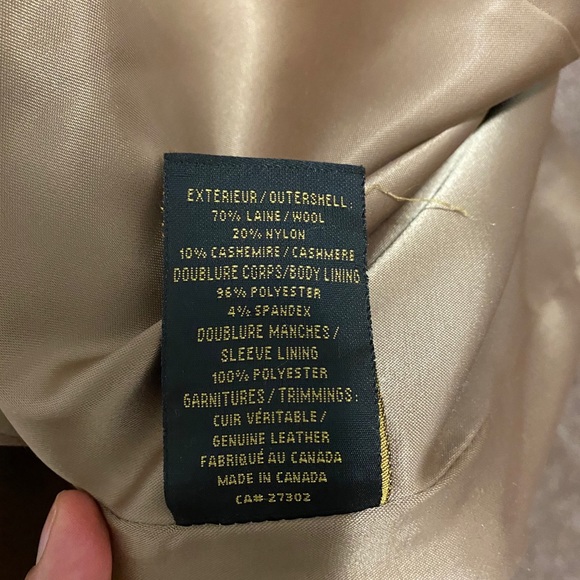 EXTÉRIEUR / OUTERSHELL:
70% LAINE / WOOL
20% NYLON
10% CASHEMIRE / CASHMERE
DOUBLURE CORPS/BODY LINING
96% POLYESTER
4% SPANDEX
DOUBLURE MANCHES /
SLEEVE LINING
100% POLYESTER
GARNITURES / TRIMMINGS:
CUIR VÉRITABLE /
GENUINE LEATHER
FABRIQUÉ AU CANADA
MADE IN CANADA
CA# 27302